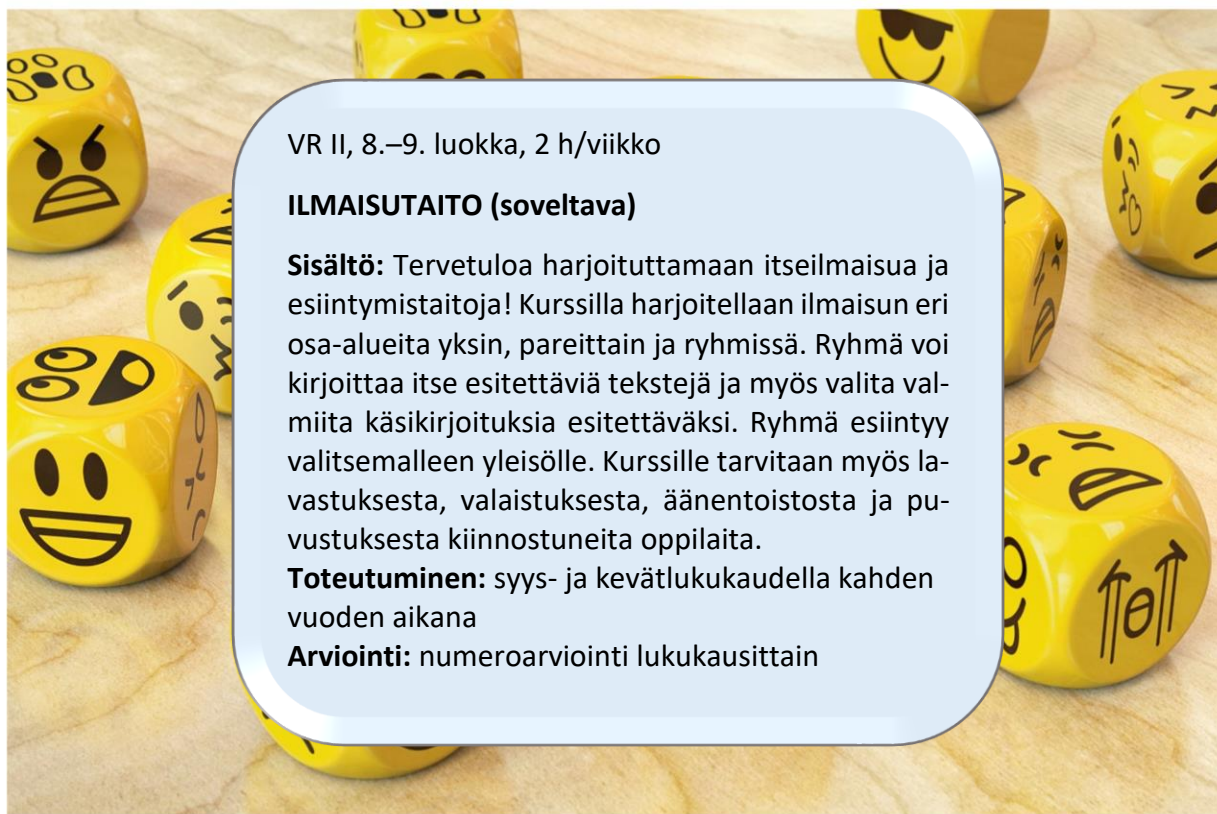 VR II, 8.–9. luokka, 2 h/viikko
ILMAISUTAITO (soveltava)
Sisältö: Tervetuloa harjoituttamaan itseilmaisua ja
esiintymistaitoja! Kurssilla harjoitellaan ilmaisun eri
osa-alueita yksin, pareittain ja ryhmissä. Ryhmä voi
kirjoittaa itse esitettäviä tekstejä ja myös valita val-
miita käsikirjoituksia esitettäväksi. Ryhmä esiintyy
valitsemalleen yleisölle. Kurssille tarvitaan myös la-
vastuksesta, valaistuksesta, äänentoistosta ja pu-
vustuksesta kiinnostuneita oppilaita.
Toteutuminen: syys- ja kevätlukukaudella kahden
vuoden aikana
Arviointi: numeroarviointi lukukausittain